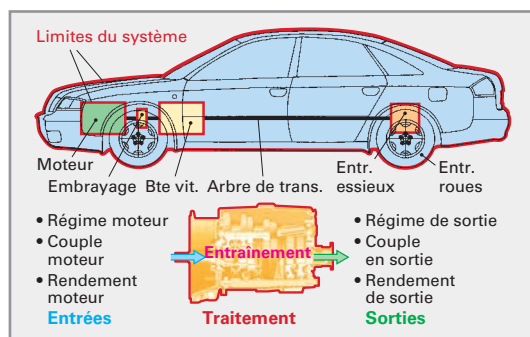 Limites du système
Moteur
Embrayage
Bte vit.
Arbre de trans.
Entr.
essieux
Entr.
roues
• Régime moteur
• Couple
moteur
• Rendement
moteur
Entrées
Entraînement
Traitement
• Régime de sortie
• Couple
en sortie
• Rendement
de sortie
Sorties